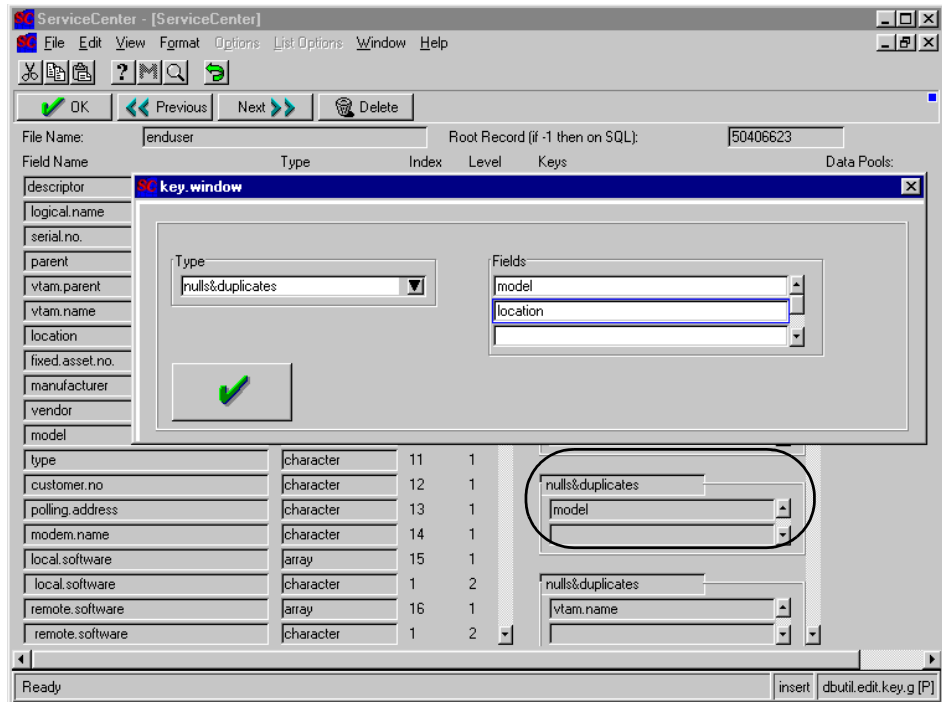 SC ServiceCenter - [ServiceCenter]
SC File Edit View Format Options List Options Window Help
? M
OK Previous Next Delete
File Name: enduser Root Record (if -1 then on SQL): 50406623
Field Name Type Index Level Keys Data Pools:
descriptor
SC key.window
logical.name
serial.no.
parent
Type Fields
vtam.parent
nulls&duplicates model
vtam.name
location
location
fixed.asset.no.
manufacturer
vendor
model
type character 11 1
customer.no character 12 1 nulls&duplicates
polling.address character 13 1 model
modem.name character 14 1
local.software array 15 1
local.software character 1 2 nulls&duplicates
remote.software array 16 1 vtam.name
remote.software character 1 2
Ready insert dbutil.edit.key.g [P]